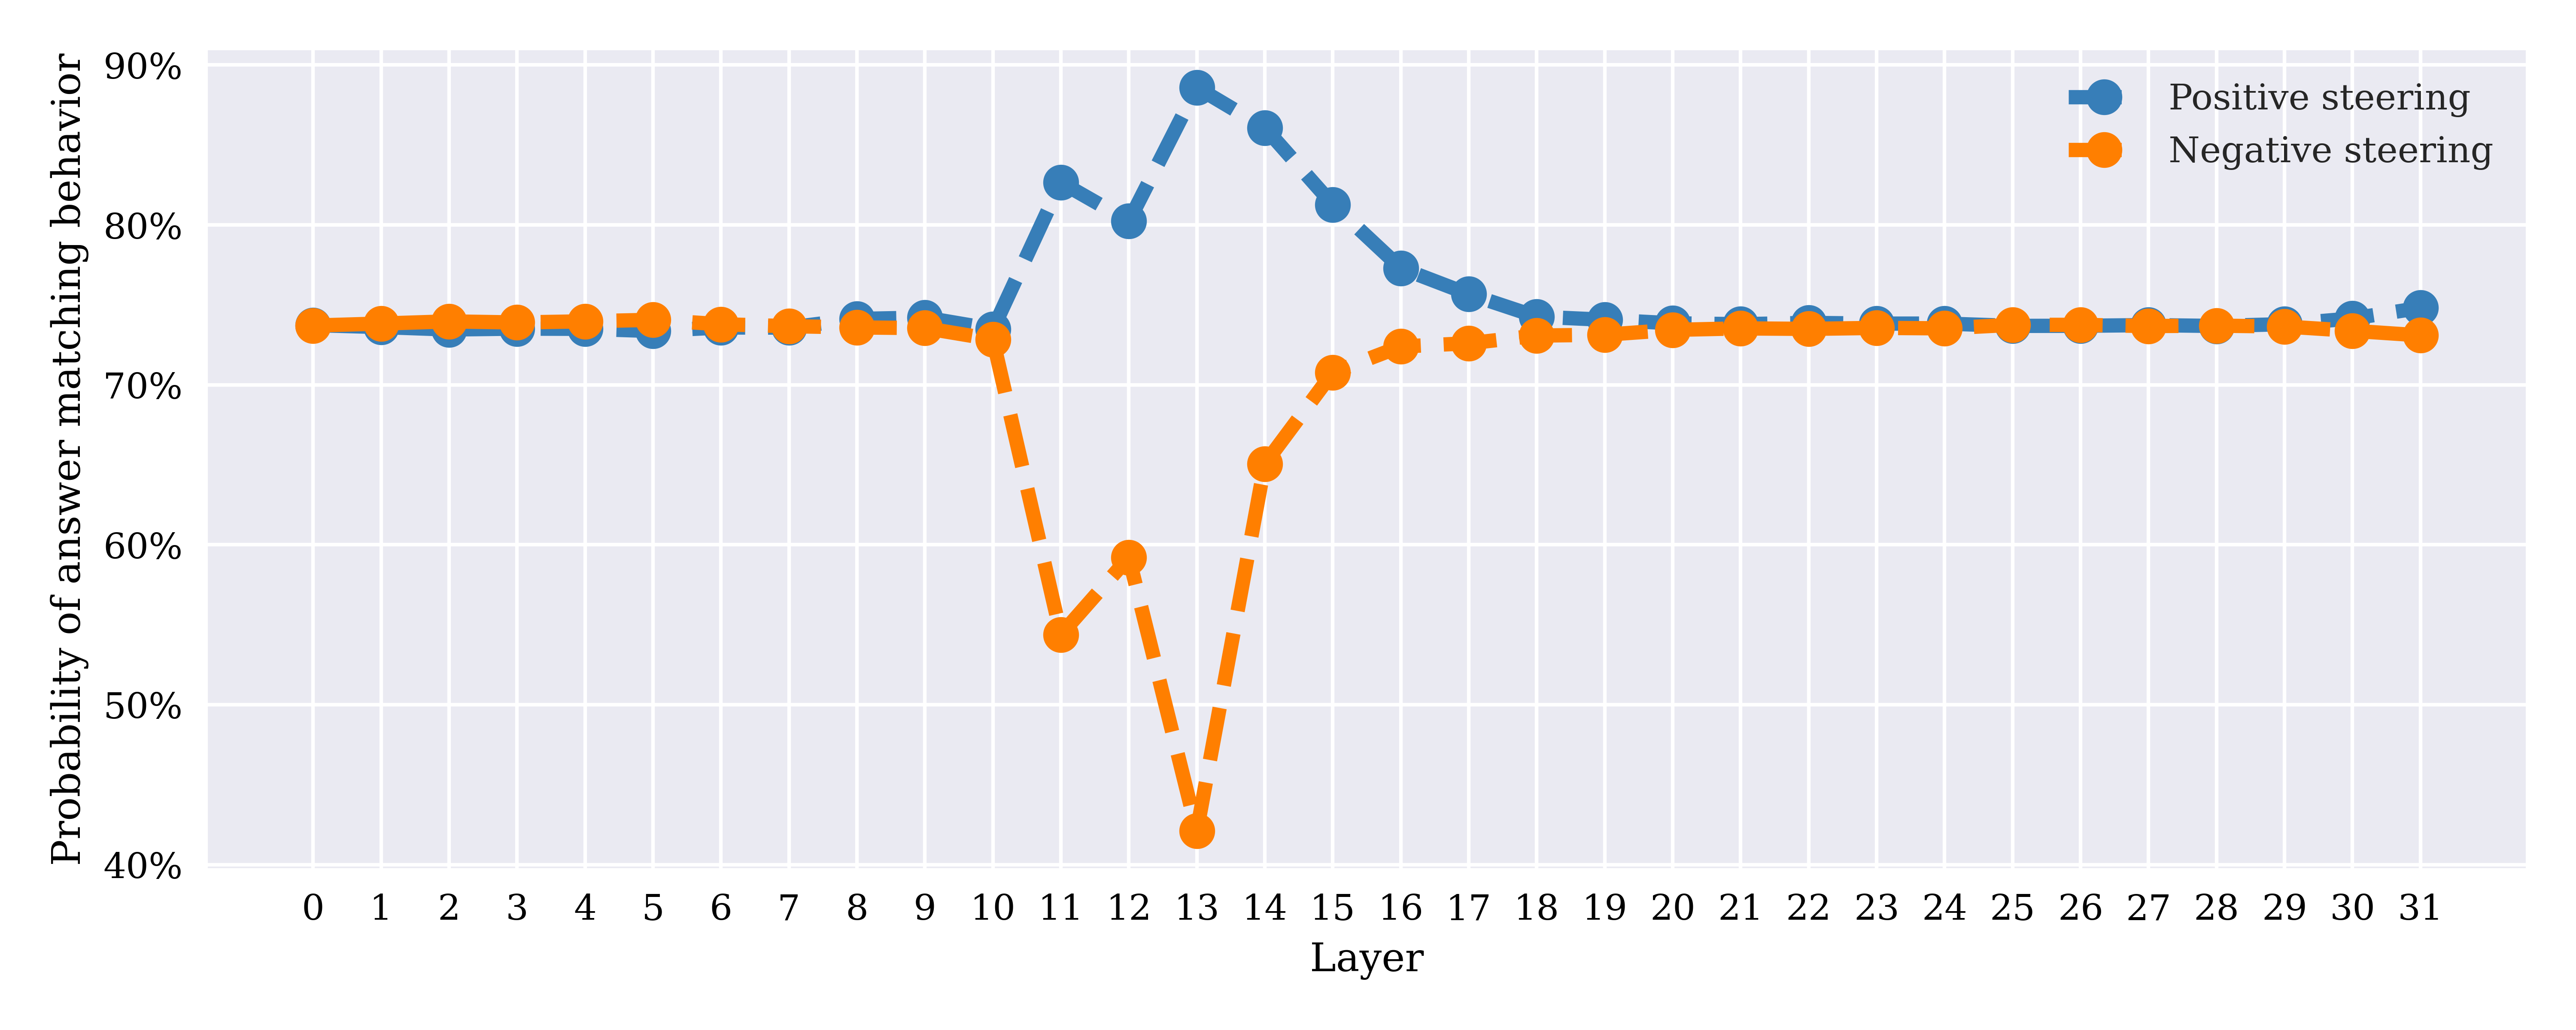 Probability of answer matching behavior
90%
80%
70%
60%
50%
40%
Positive steering
Negative steering
0 1 2 3 4 5 6 7 8 9 10 11 12 13 14 15 16 17 18 19 20 21 22 23 24 25 26 27 28 29 30 31
Layer